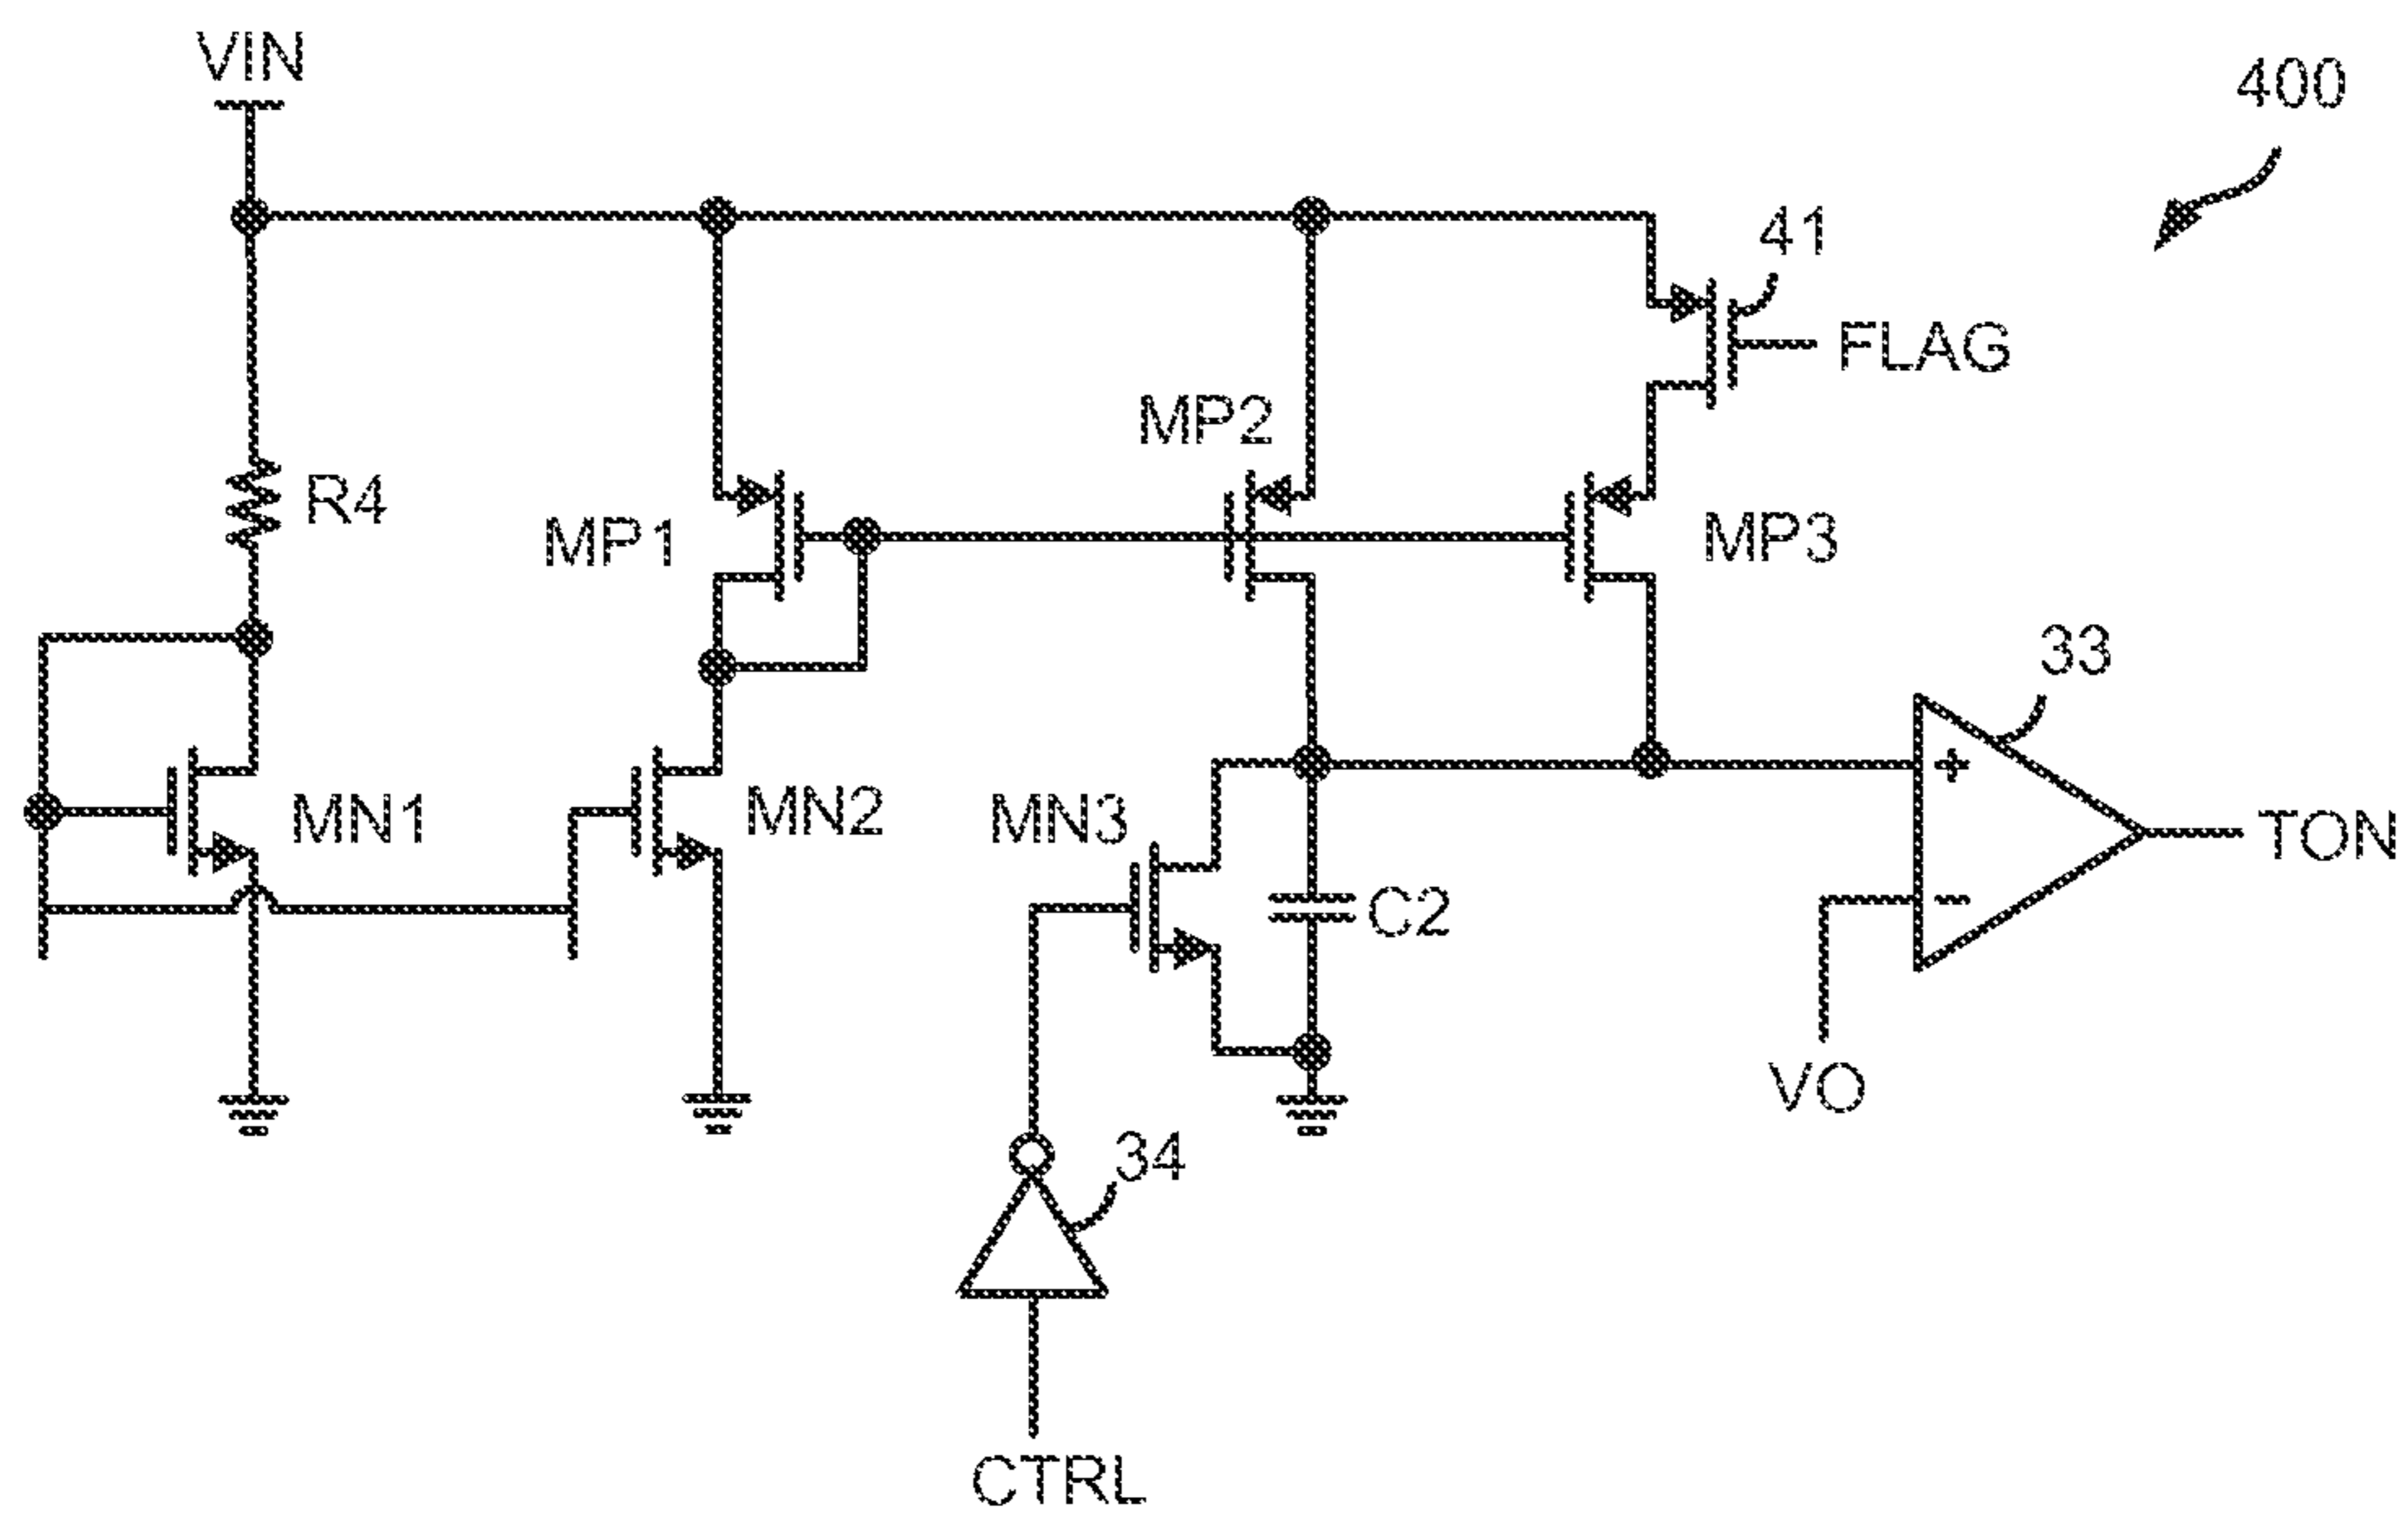 VIN
400
41
FLAG
MP2
R4
MP1
MP3
33
MN1
MN2
MN3
+
TON
-
C2
VO
34
CTRL